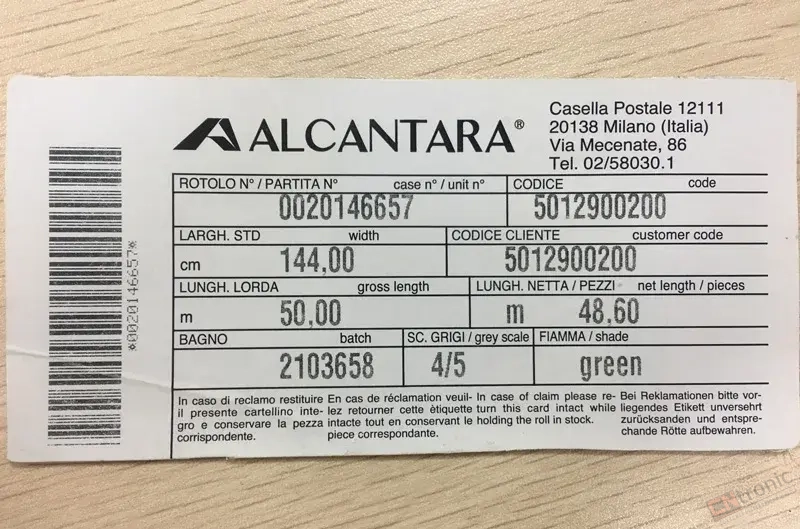 ALCANTARA®
Casella Postale 12111
20138 Milano (Italia)
Via Mecenate, 86
Tel. 02/58030.1
ROTOLO N° / PARTITA N° case n° / unit n°
0020146657
CODICE code
5012900200
LARGH. STD width
cm 144,00
CODICE CLIENTE customer code
5012900200
LUNGH. LORDA gross length
m 50,00
LUNGH. NETTA / PEZZI net length / pieces
m 48,60
BAGNO batch
2103658
SC. GRIGI / grey scale
4/5
FIAMMA / shade
green
In caso di reclamo restituire
il presente cartellino inte-
gro e conservare la pezza
corrispondente.
En cas de réclamation veuil-
lez retourner cette ètiquette
intacte tout en conservant le
piece correspondante.
In case of claim please re-
turn this card intact while
holding the roll in stock.
Bei Reklamationen bitte vor-
liegendes Etikett unversehrt
zurücksanden und entspre-
chande Rötte aufbewahren.
*0020146657*